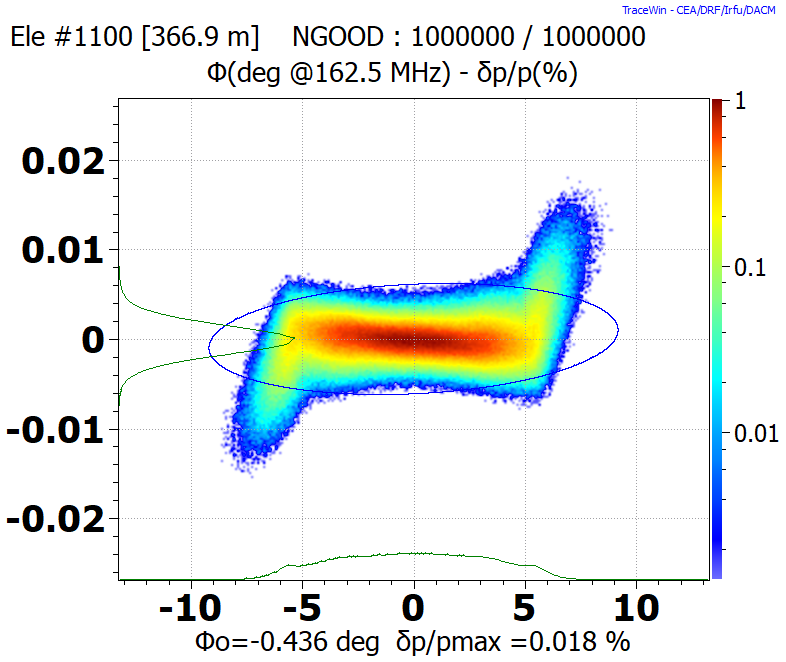 TraceWin - CEA/DRF/Irfu/DACM
Ele #1100 [366.9 m] NGOOD : 1000000 / 1000000
Φ(deg @162.5 MHz) - δp/p(%)
1
0.02
0.01
0.1
0
-0.01
0.01
-0.02
-10 -5 0 5 10
Φo=-0.436 deg δp/pmax =0.018 %